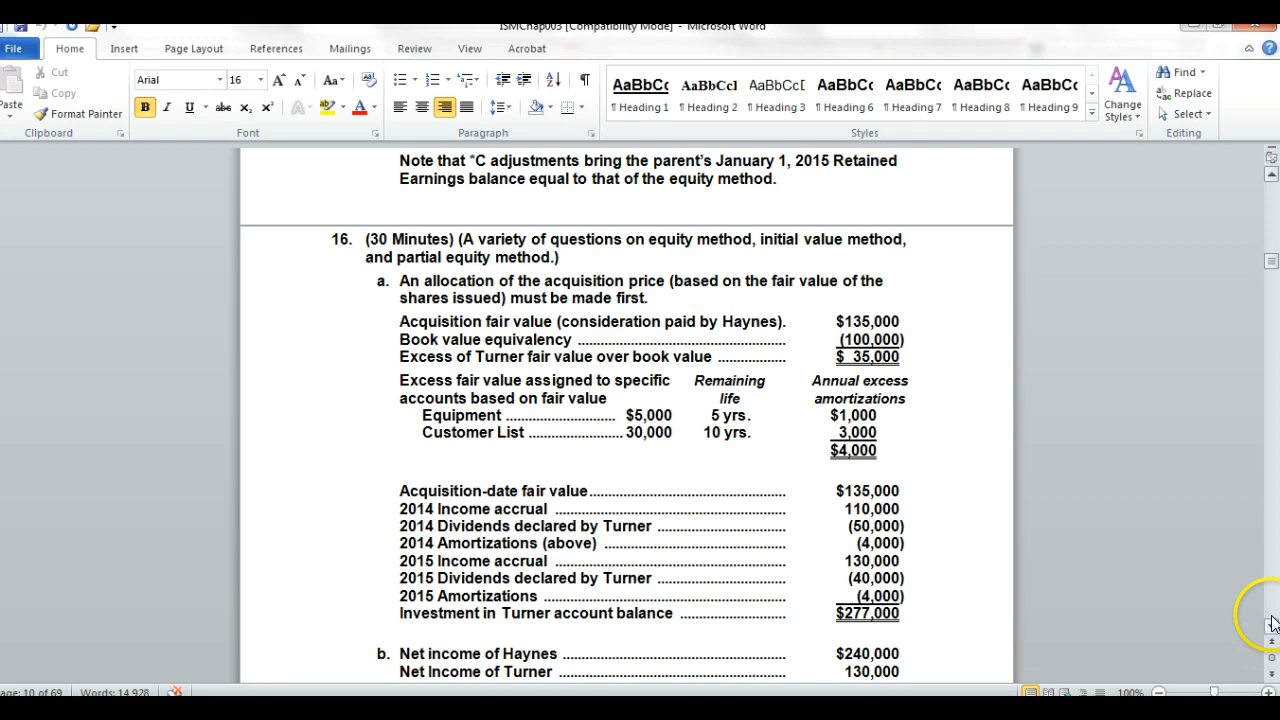 ISMChap003 [Compatibility Mode] - Microsoft Word
File Home Insert Page Layout References Mailings Review View Acrobat
Cut
Copy
Paste
Format Painter
Clipboard
Arial 16
Font
Paragraph
AaBbCc AaBbCcI AaBbCcD AaBbCc AaBbCc AaBbCc AaBbCc
¶ Heading 1 ¶ Heading 2 ¶ Heading 3 ¶ Heading 6 ¶ Heading 7 ¶ Heading 8 ¶ Heading 9
Change Styles
Styles
Find
Replace
Select
Editing
Note that *C adjustments bring the parent's January 1, 2015 Retained
Earnings balance equal to that of the equity method.
16. (30 Minutes) (A variety of questions on equity method, initial value method,
and partial equity method.)
a. An allocation of the acquisition price (based on the fair value of the
shares issued) must be made first.
Acquisition fair value (consideration paid by Haynes). $135,000
Book value equivalency (100,000)
Excess of Turner fair value over book value $ 35,000
Excess fair value assigned to specific Remaining Annual excess
accounts based on fair value life amortizations
Equipment $5,000 5 yrs. $1,000
Customer List 30,000 10 yrs. 3,000
$4,000
Acquisition-date fair value $135,000
2014 Income accrual 110,000
2014 Dividends declared by Turner (50,000)
2014 Amortizations (above) (4,000)
2015 Income accrual 130,000
2015 Dividends declared by Turner (40,000)
2015 Amortizations (4,000)
Investment in Turner account balance $277,000
b. Net income of Haynes $240,000
Net Income of Turner 130,000
age: 10 of 69 Words: 14,928 100%